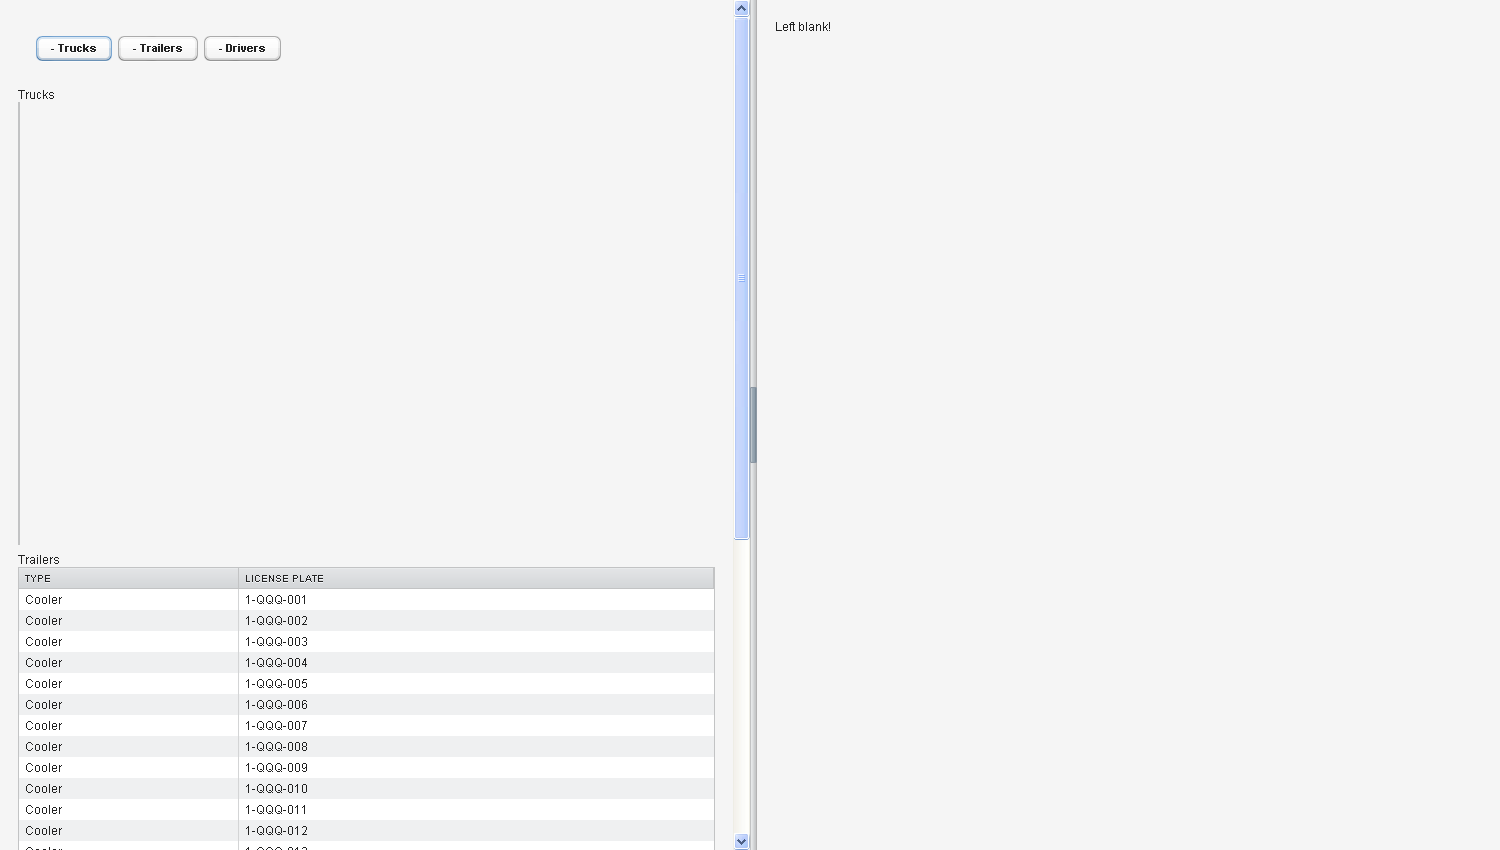 - Trucks - Trailers - Drivers
Left blank!
Trucks
Trailers
TYPE LICENSE PLATE
Cooler 1-QQQ-001
Cooler 1-QQQ-002
Cooler 1-QQQ-003
Cooler 1-QQQ-004
Cooler 1-QQQ-005
Cooler 1-QQQ-006
Cooler 1-QQQ-007
Cooler 1-QQQ-008
Cooler 1-QQQ-009
Cooler 1-QQQ-010
Cooler 1-QQQ-011
Cooler 1-QQQ-012